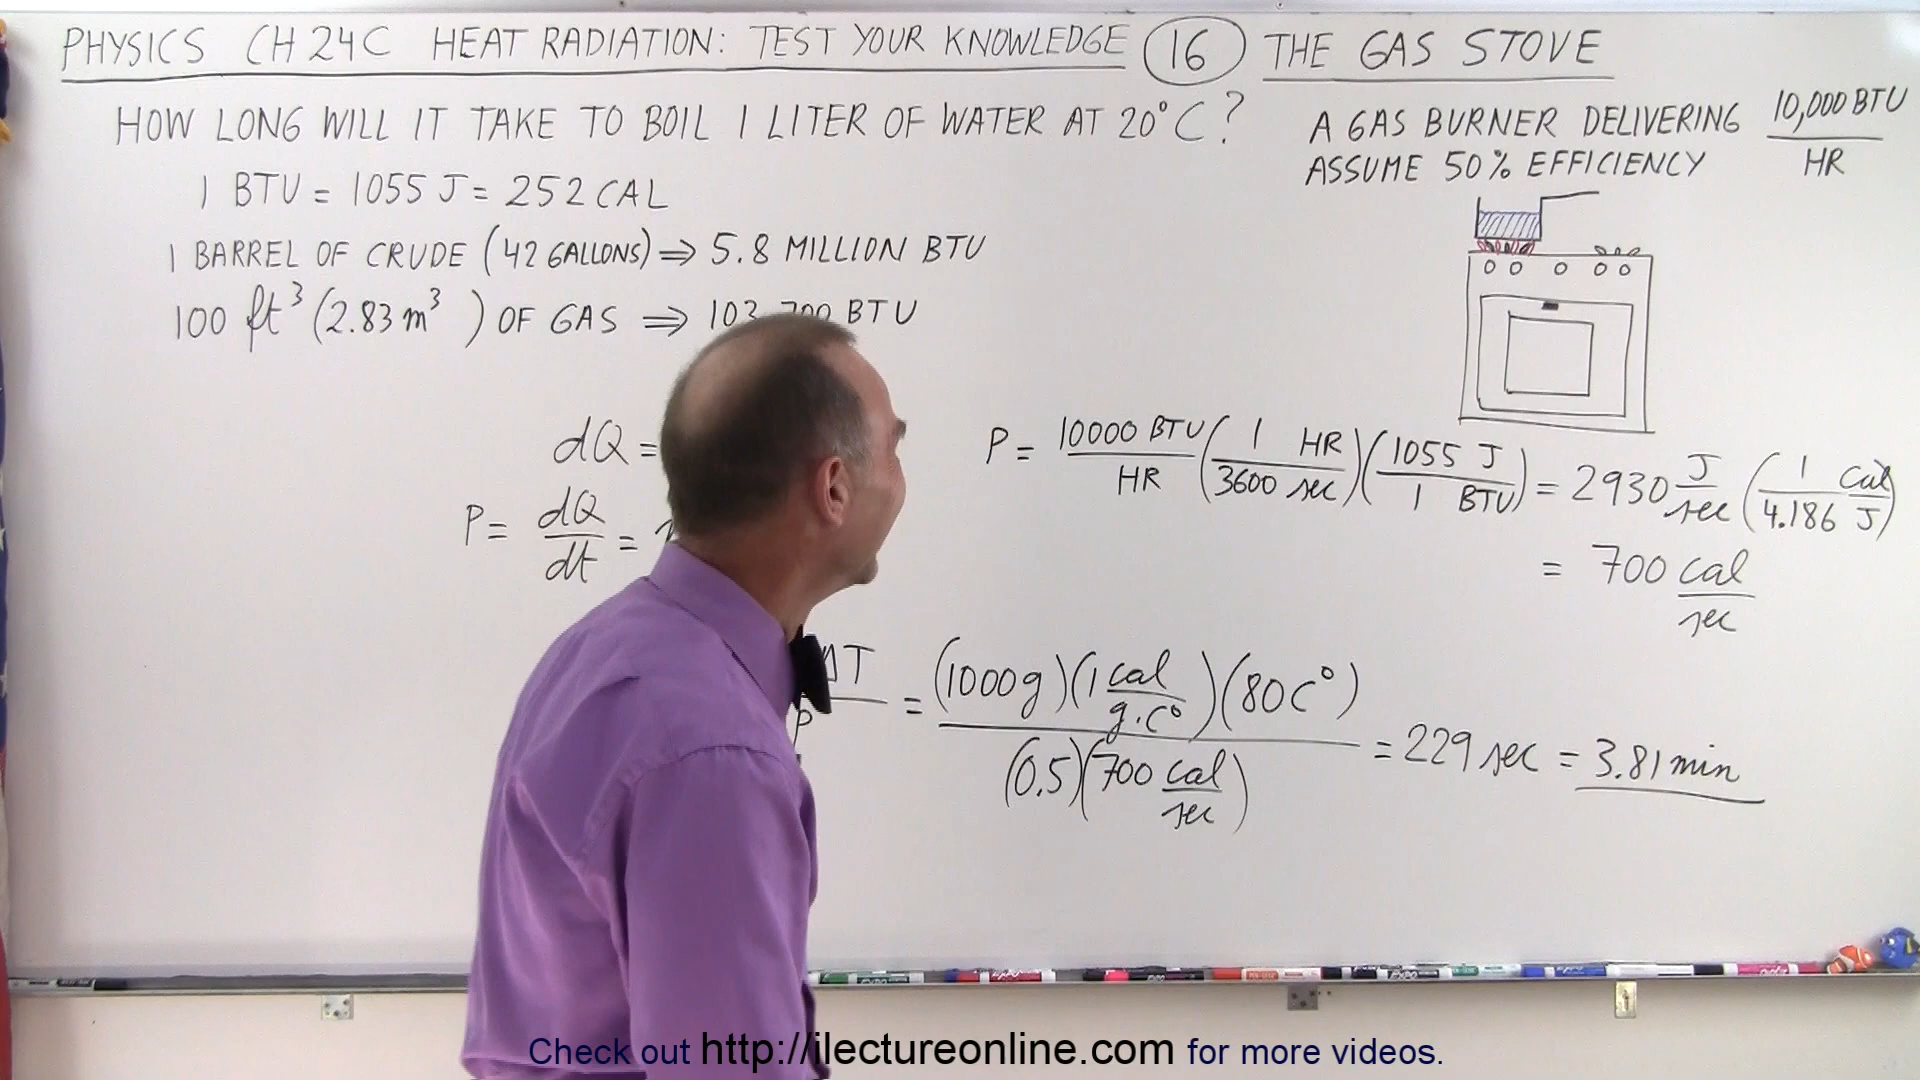 PHYSICS CH 24C HEAT RADIATION: TEST YOUR KNOWLEDGE 16 THE GAS STOVE
HOW LONG WILL IT TAKE TO BOIL 1 LITER OF WATER AT 20°C?
A GAS BURNER DELIVERING 10,000 BTU / HR
ASSUME 50% EFFICIENCY
1 BTU = 1055 J = 252 CAL
1 BARREL OF CRUDE (42 GALLONS) ⇒ 5.8 MILLION BTU
100 ft³ (2.83 m³ ) OF GAS ⇒ 103,700 BTU
dQ =
P = dQ/dt =
P = 10000 BTU/HR (1 HR/3600 sec)(1055 J/1 BTU) = 2930 J/sec (1 Cal/4.186 J)
= 700 cal/sec
ΔT/P = (1000g)(1 cal/g·C°)(80C°)/(0.5)(700 cal/sec) = 229 sec = 3.81 min
Check out http://ilectureonline.com for more videos.